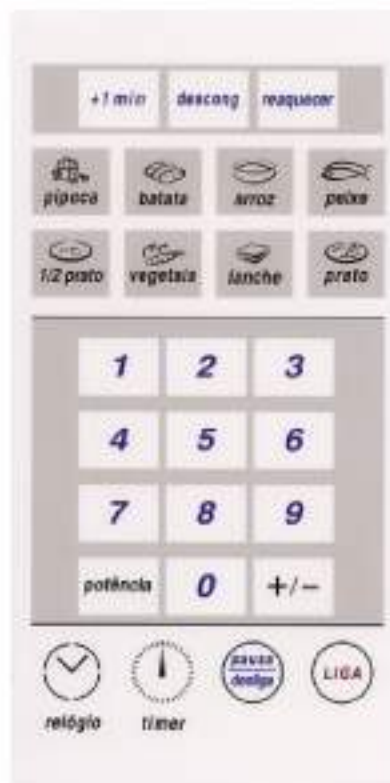 +1 min descong reaquecer
pipoca batata arroz peixe
1/2 prato vegetais lanche prato
1 2 3
4 5 6
7 8 9
potência 0 +/-
pausa LIGA
desliga
relógio timer